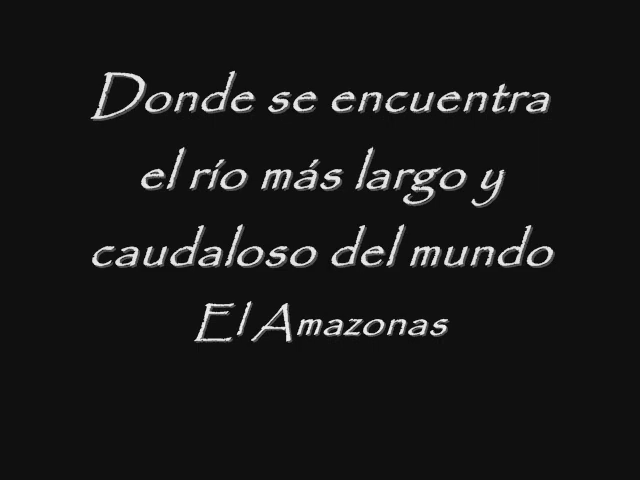 Donde se encuentra
el río más largo y
caudaloso del mundo
El Amazonas